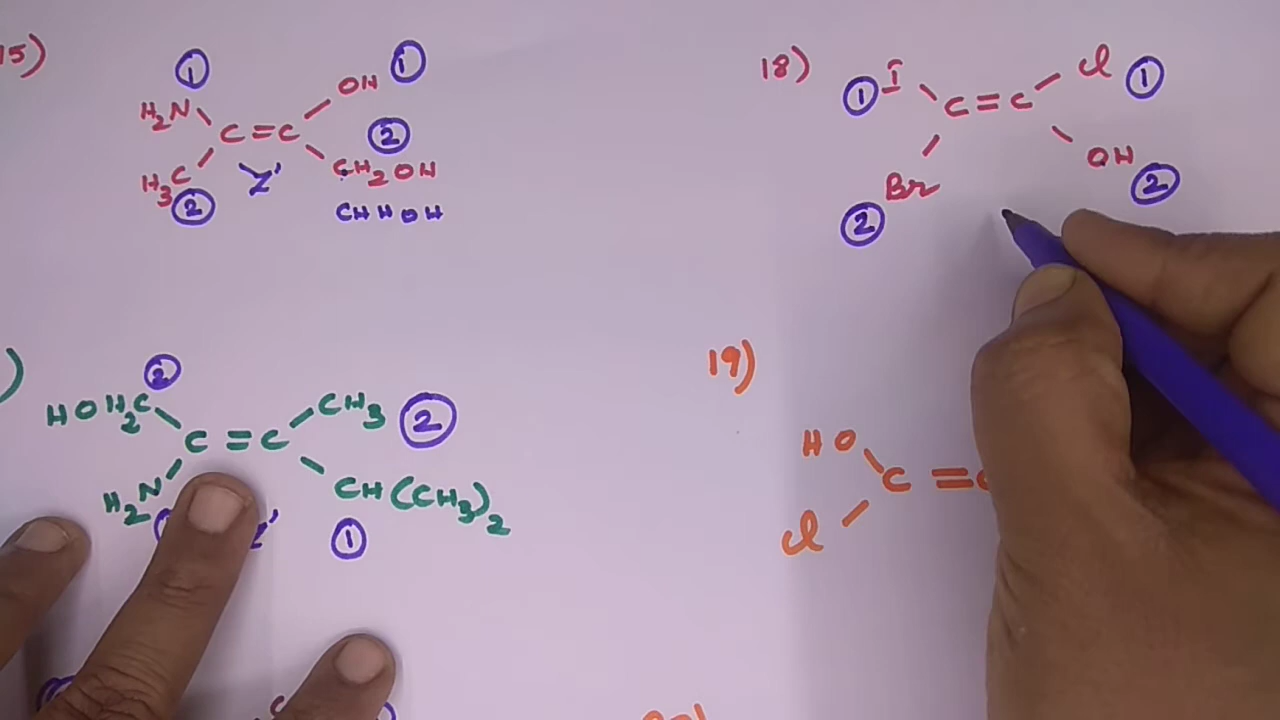 15)
① ①
OH
H₂N
C = C
②
H₃C Z' CH₂OH
② CHHOH
18)
① I Cl ①
C = C
Br OH
② ②
)
②
HOH₂C CH₃ ②
C = C
H₂N CH(CH₃)₂
Z' ①
19)
HO
C = C
Cl